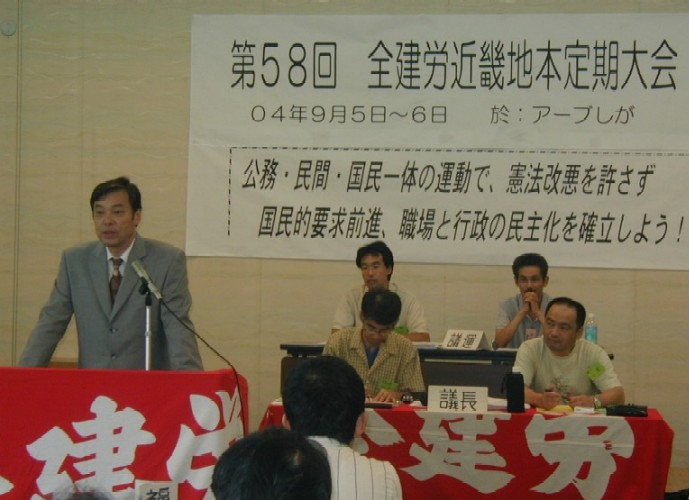 第58回 全建労近畿地本定期大会
04年9月5日～6日 於：アーブしが
公務・民間・国民一体の運動で、憲法改悪を許さず
国民的要求前進、職場と行政の民主化を確立しよう！
議運
議長
全建労
全建労
福